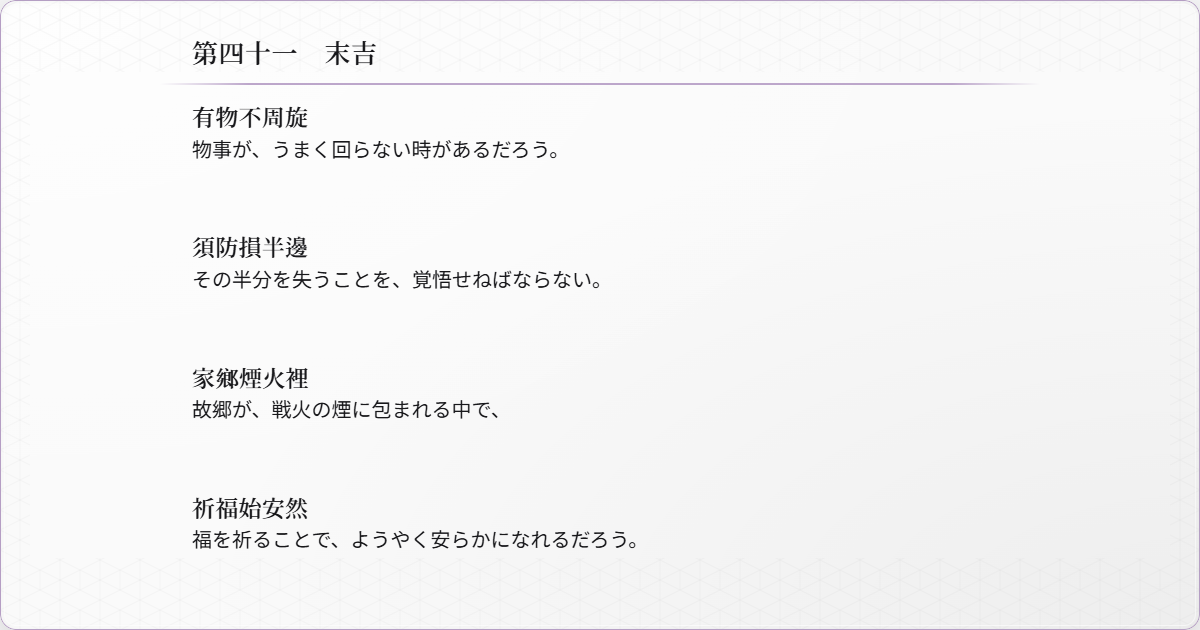 第四十一　末吉
有物不周旋
物事が、うまく回らない時があるだろう。
須防損半邊
その半分を失うことを、覚悟せねばならない。
家鄉煙火裡
故郷が、戦火の煙に包まれる中で、
祈福始安然
福を祈ることで、ようやく安らかになれるだろう。